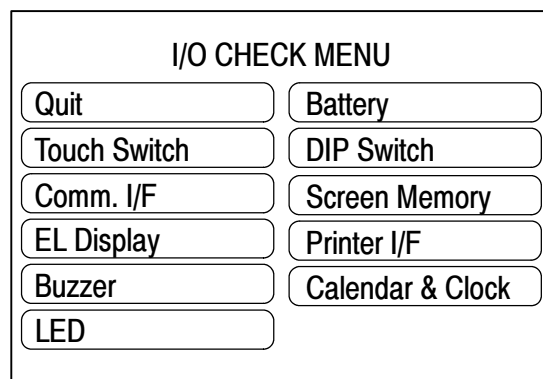 I/O CHECK MENU
Quit
Battery
Touch Switch
DIP Switch
Comm. I/F
Screen Memory
EL Display
Printer I/F
Buzzer
Calendar & Clock
LED